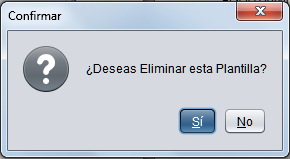 Confirmar
¿Deseas Eliminar esta Plantilla?
Sí
No